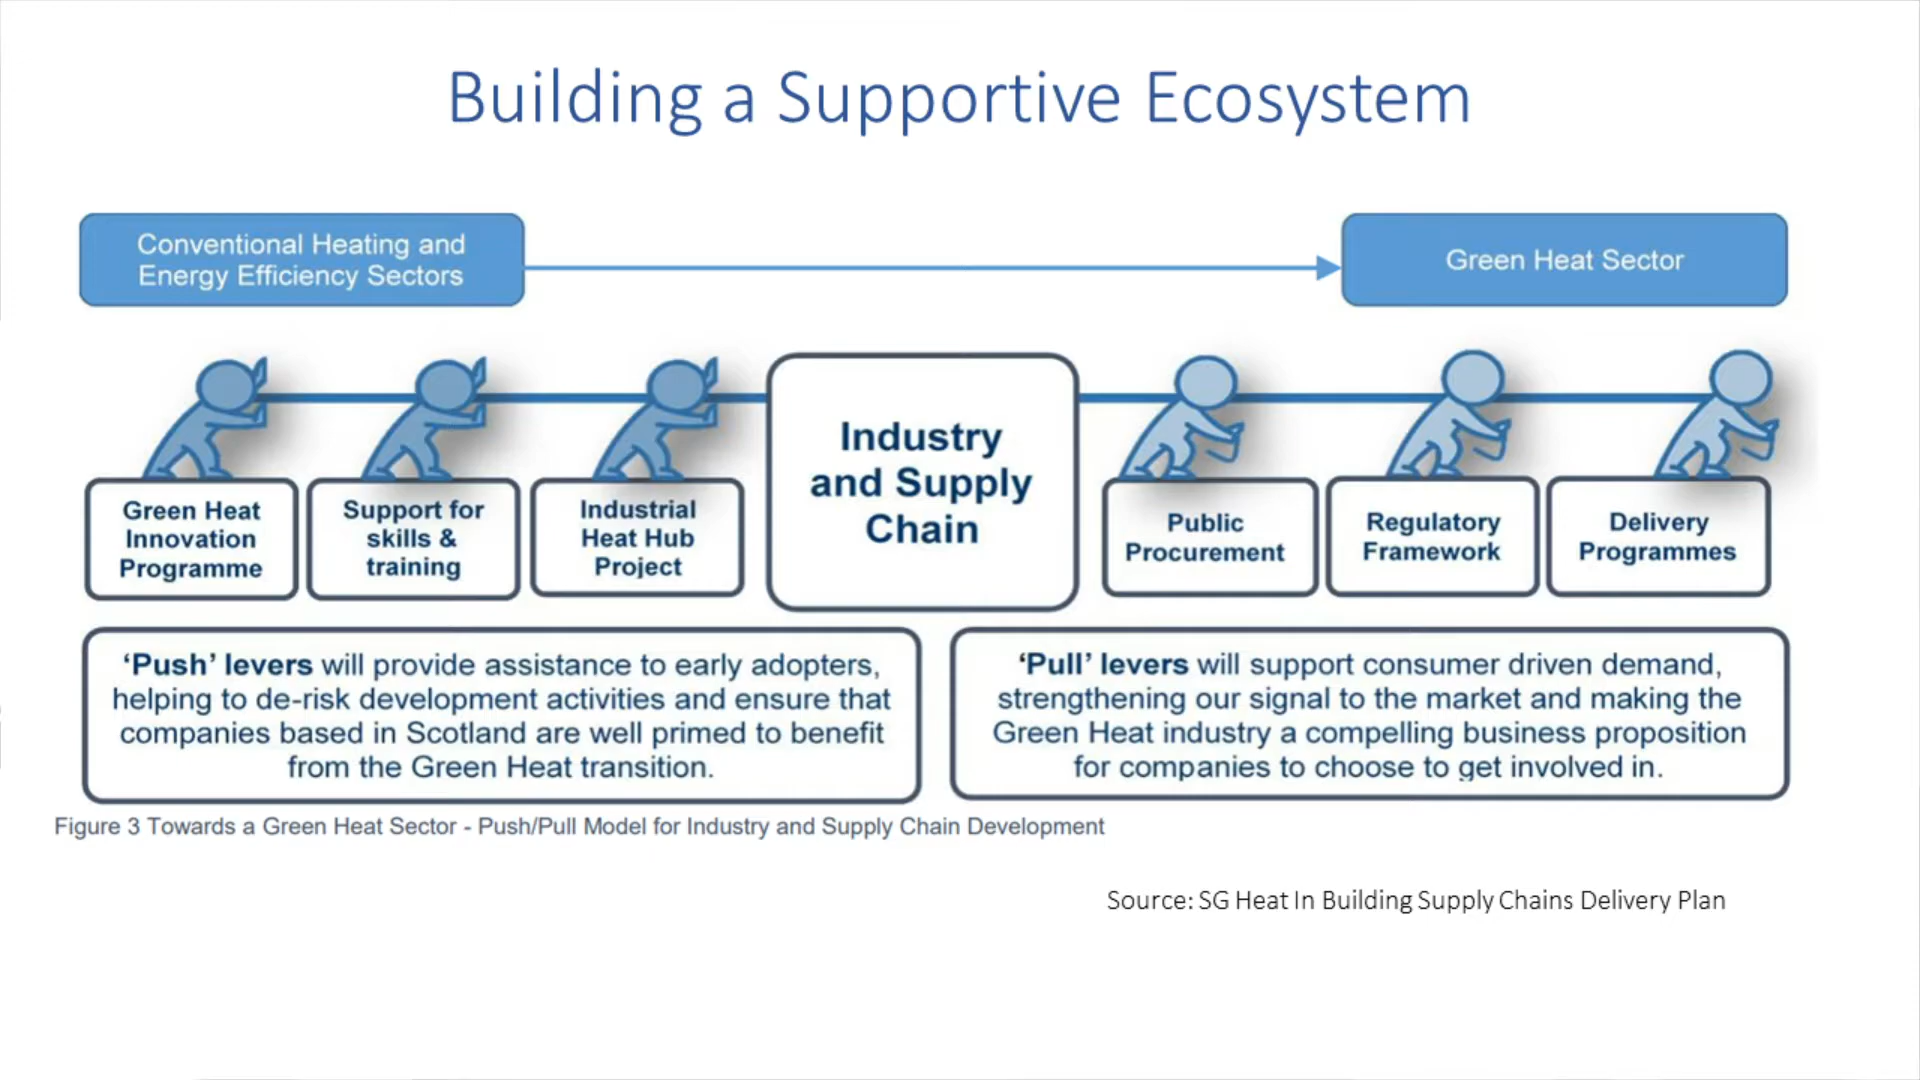 Building a Supportive Ecosystem
Conventional Heating and
Energy Efficiency Sectors
Green Heat Sector
Green Heat
Innovation
Programme
Support for
skills &
training
Industrial
Heat Hub
Project
Industry
and Supply
Chain
Public
Procurement
Regulatory
Framework
Delivery
Programmes
‘Push’ levers will provide assistance to early adopters,
helping to de-risk development activities and ensure that
companies based in Scotland are well primed to benefit
from the Green Heat transition.
‘Pull’ levers will support consumer driven demand,
strengthening our signal to the market and making the
Green Heat industry a compelling business proposition
for companies to choose to get involved in.
Figure 3 Towards a Green Heat Sector - Push/Pull Model for Industry and Supply Chain Development
Source: SG Heat In Building Supply Chains Delivery Plan